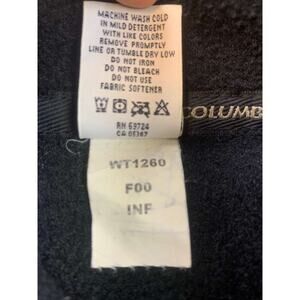 MACHINE WASH COLD
IN MILD DETERGENT
WITH LIKE COLORS
REMOVE PROMPTLY
LINE OR TUMBLE DRY LOW
DO NOT IRON
DO NOT BLEACH
DO NOT USE
FABRIC SOFTENER
RN 69724
CA 05367
COLUMB
WT1260
F00
INF